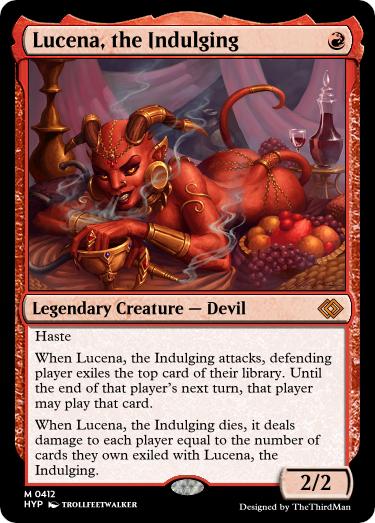 Lucena, the Indulging
Legendary Creature — Devil
Haste
When Lucena, the Indulging attacks, defending
player exiles the top card of their library. Until
the end of that player's next turn, that player
may play that card.
When Lucena, the Indulging dies, it deals
damage to each player equal to the number of
cards they own exiled with Lucena, the
Indulging.
2/2
M 0412
HYP TROLLFEETWALKER
Designed by TheThirdMan